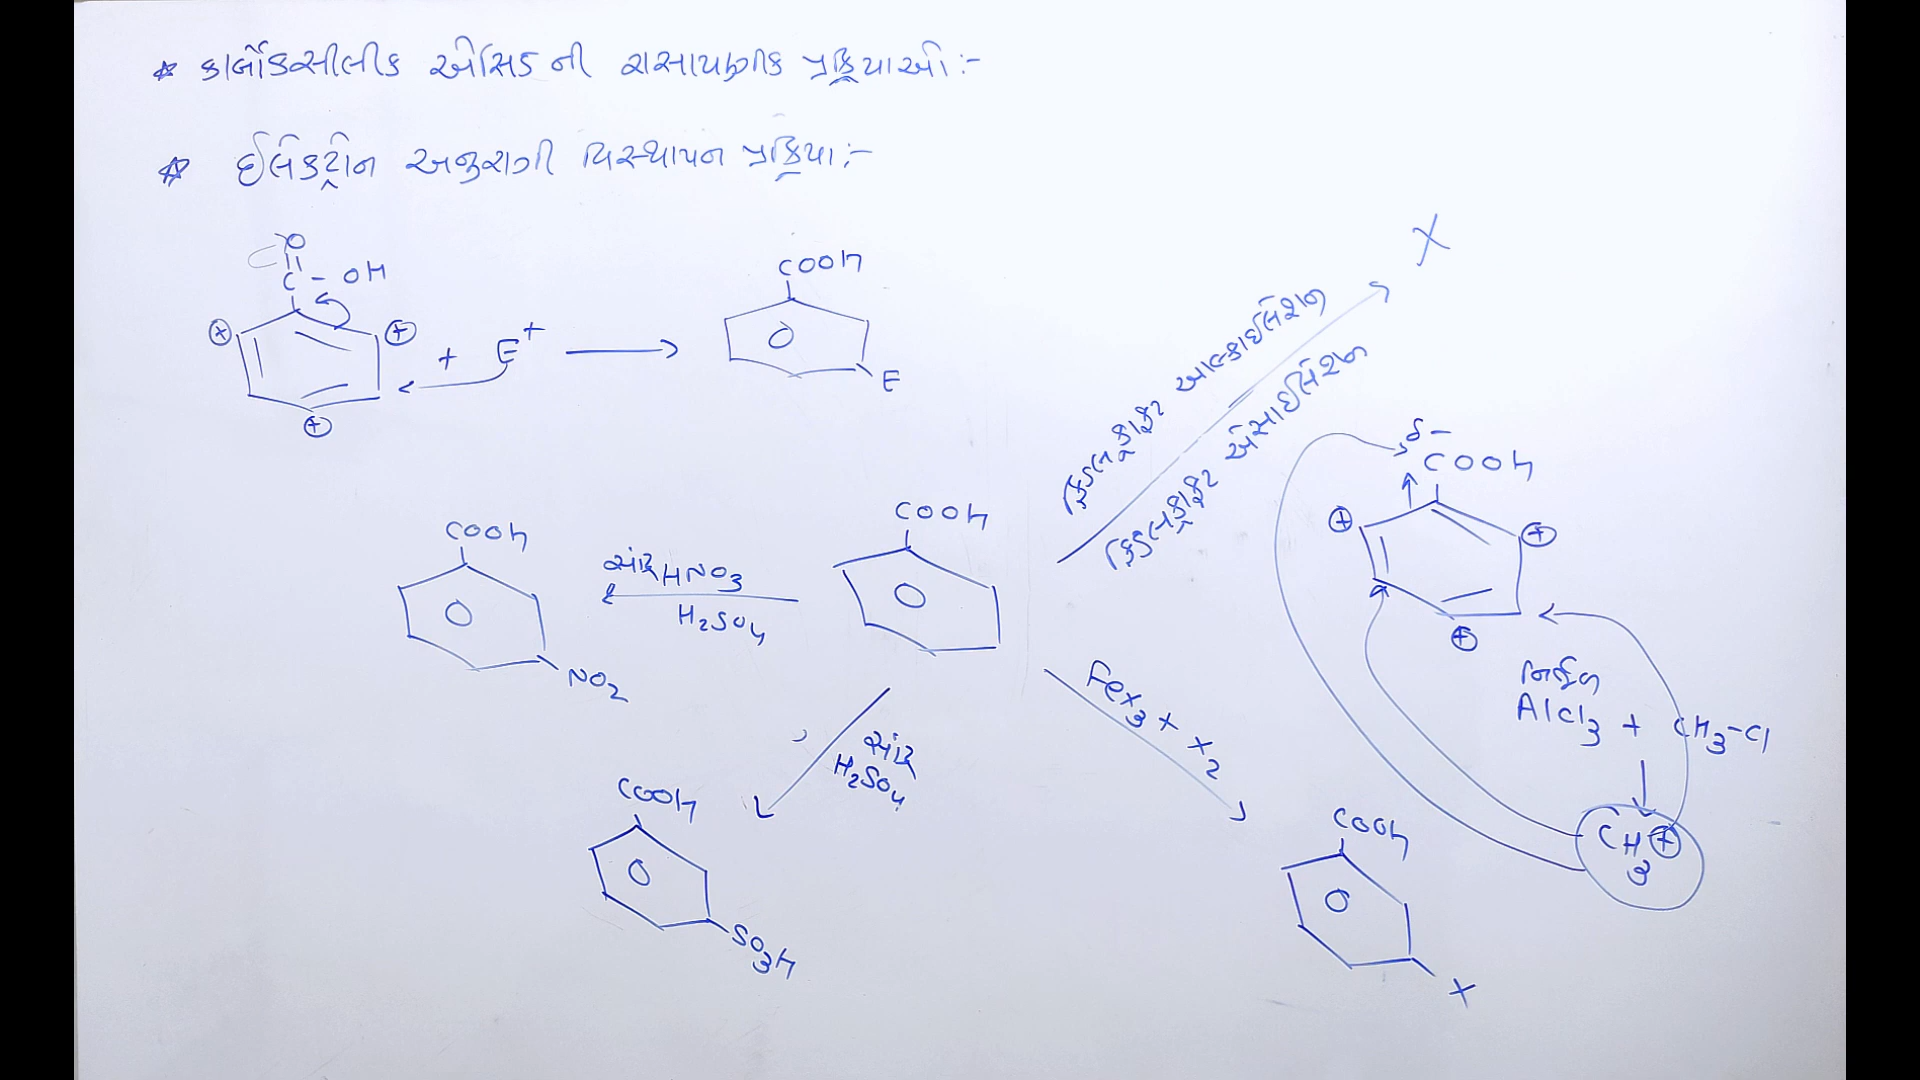 * કાર્બોક્સીલીક એસિડ ની રાસાયણીક પ્રક્રિયાઓ :-
* ઈલેક્ટ્રોન અનુરાગી વિસ્થાપન પ્રક્રિયા :-
O
C - OH
+ E+
COOH
E
X
ફ્રિડલ ક્રાફ્ટ આલ્કાઈલેશન
ફ્રિડલ ક્રાફ્ટ એસાઈલેશન
δ-
COOH
COOH
સાંદ્ર HNO3
H2SO4
NO2
COOH
સાંદ્ર
H2SO4
COOH
SO3H
FeX3 + X2
COOH
X
નિર્જળ
AlCl3 + CH3-Cl
CH3+